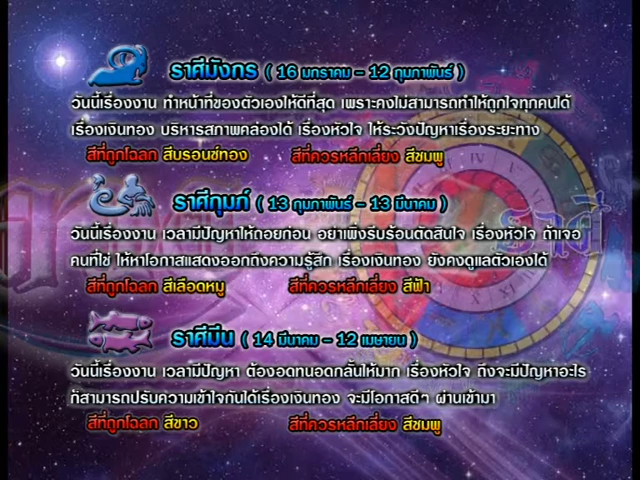 ราศีมังกร ( 16 มกราคม - 12 กุมภาพันธ์ )
วันนี้เรื่องงาน ทำหน้าที่ของตัวเองให้ดีที่สุด เพราะคงไม่สามารถทำให้ถูกใจทุกคนได้
เรื่องเงินทอง บริหารสภาพคล่องได้ เรื่องหัวใจ ให้ระวังปัญหาเรื่องระยะทาง
สีที่ถูกโฉลก สีบรอนซ์ทอง สีที่ควรหลีกเลี่ยง สีชมพู
ราศีกุมภ์ ( 13 กุมภาพันธ์ - 13 มีนาคม )
วันนี้เรื่องงาน เวลามีปัญหาให้ถอยก่อน อย่าเพิ่งรีบร้อนตัดสินใจ เรื่องหัวใจ ถ้าเจอ
คนที่ใช่ ให้หาโอกาสแสดงออกถึงความรู้สึก เรื่องเงินทอง ยังคงดูแลตัวเองได้
สีที่ถูกโฉลก สีเลือดหมู สีที่ควรหลีกเลี่ยง สีฟ้า
ราศีมีน ( 14 มีนาคม - 12 เมษายน )
วันนี้เรื่องงาน เวลามีปัญหา ต้องอดทนอดกลั้นให้มาก เรื่องหัวใจ ถึงจะมีปัญหาอะไร
ก็สามารถปรับความเข้าใจกันได้เรื่องเงินทอง จะมีโอกาสดีๆ ผ่านเข้ามา
สีที่ถูกโฉลก สีขาว สีที่ควรหลีกเลี่ยง สีชมพู
ราศี